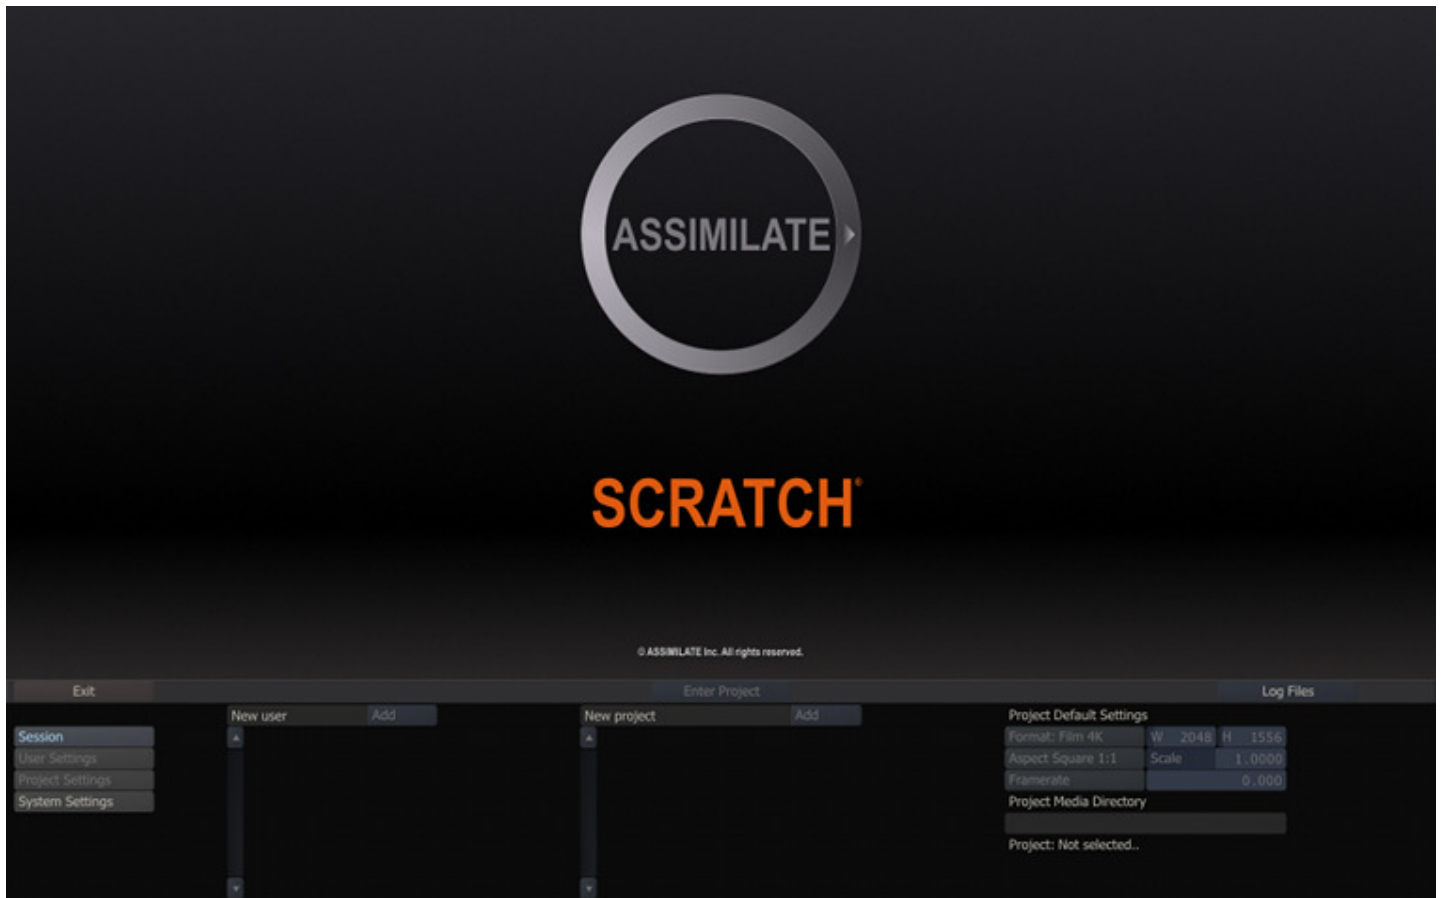 ASSIMILATE
SCRATCH®
© ASSIMILATE Inc. All rights reserved.
Exit
Enter Project
Log Files
New user
Add
New project
Add
Project Default Settings
Session
Format: Film 4K
W 2048
H 1556
User Settings
Aspect Square 1:1
Scale 1.0000
Project Settings
Framerate
0.000
System Settings
Project Media Directory
Project: Not selected..